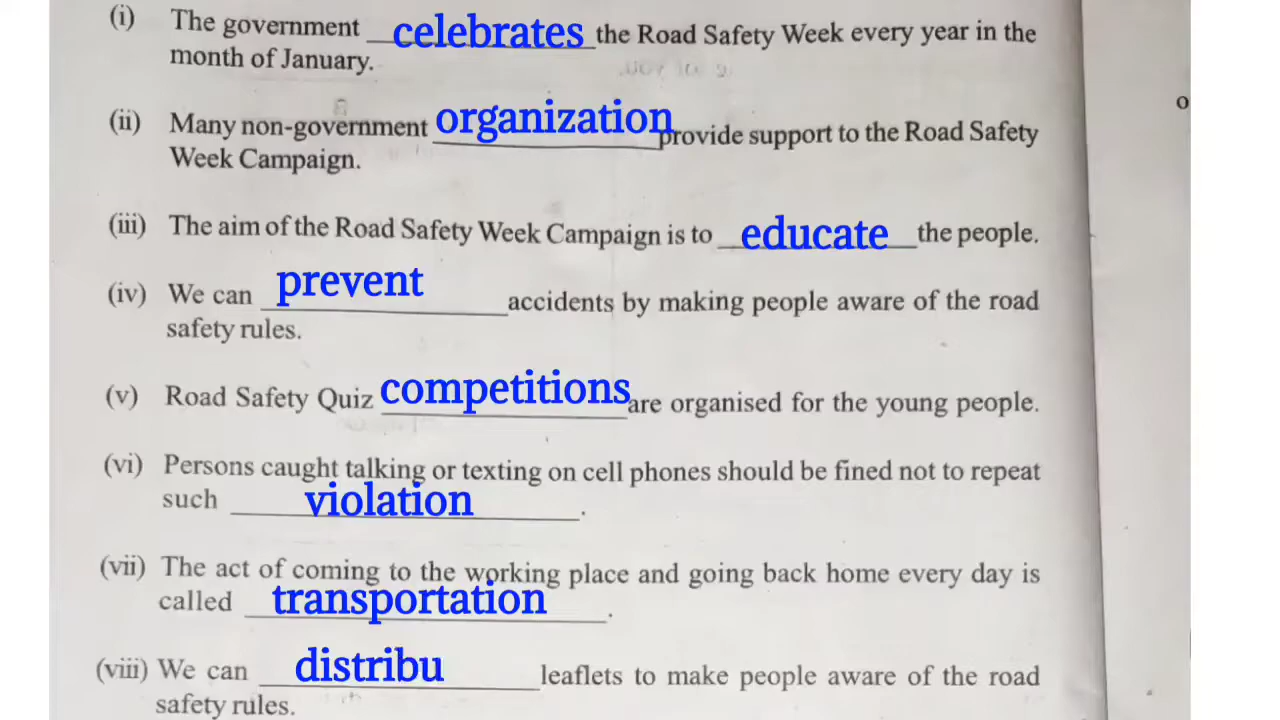 (i) The government celebrates the Road Safety Week every year in the
month of January.
(ii) Many non-government organization provide support to the Road Safety
Week Campaign.
(iii) The aim of the Road Safety Week Campaign is to educate the people.
(iv) We can prevent accidents by making people aware of the road
safety rules.
(v) Road Safety Quiz competitions are organised for the young people.
(vi) Persons caught talking or texting on cell phones should be fined not to repeat
such violation.
(vii) The act of coming to the working place and going back home every day is
called transportation.
(viii) We can distribu leaflets to make people aware of the road
safety rules.